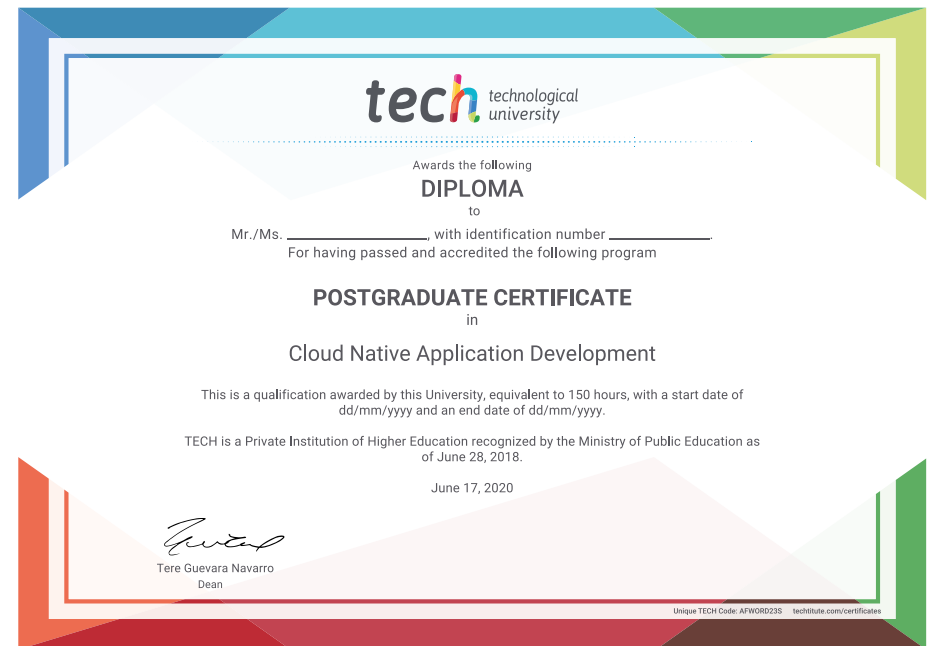 tech technological
university
Awards the following
DIPLOMA
to
Mr./Ms. ____________________, with identification number ______________.
For having passed and accredited the following program
POSTGRADUATE CERTIFICATE
in
Cloud Native Application Development
This is a qualification awarded by this University, equivalent to 150 hours, with a start date of
dd/mm/yyyy and an end date of dd/mm/yyyy.
TECH is a Private Institution of Higher Education recognized by the Ministry of Public Education as
of June 28, 2018.
June 17, 2020
Tere Guevara Navarro
Dean
Unique TECH Code: AFWORD23S techtitute.com/certificates